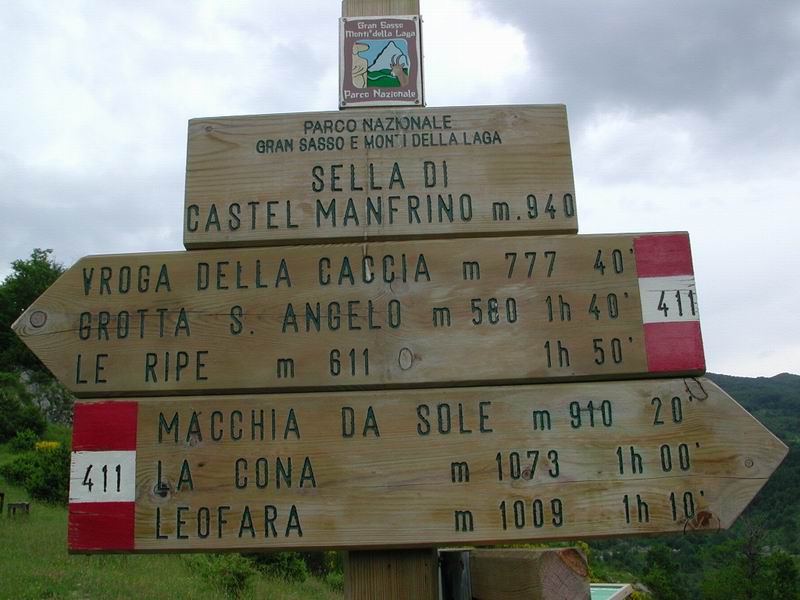 Gran Sasso
Monti della Laga
Parco Nazionale
PARCO NAZIONALE
GRAN SASSO E MONTI DELLA LAGA
SELLA DI
CASTEL MANFRINO m.940
VROGA DELLA CACCIA m 777 40'
GROTTA S. ANGELO m 580 1h 40'
LE RIPE m 611 1h 50'
411
MACCHIA DA SOLE m 910 20'
LA CONA m 1073 1h 00'
LEOFARA m 1009 1h 10'
411